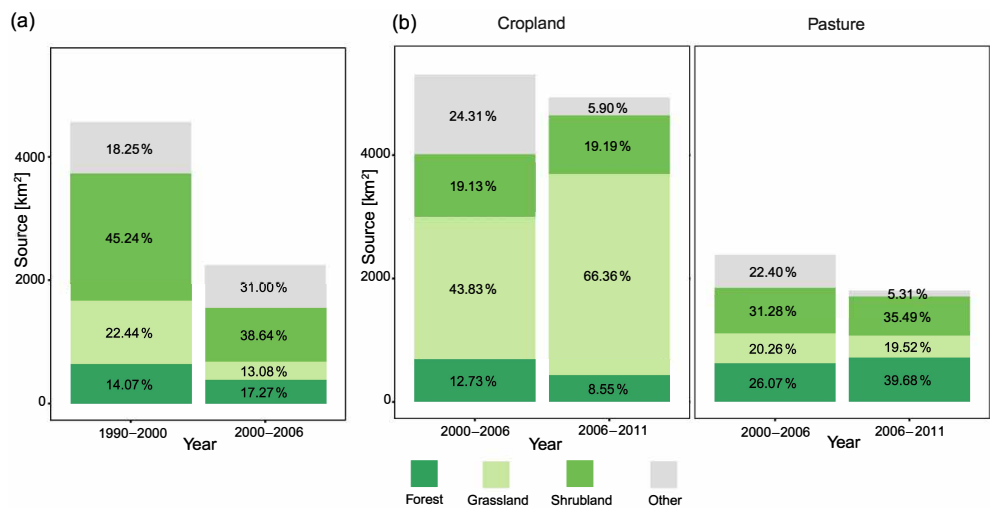 (a)
Source [km²]
4000
2000
0
18.25 %
45.24 %
22.44 %
14.07 %
31.00 %
38.64 %
13.08 %
17.27 %
1990–2000
2000–2006
Year
(b)
Cropland
Pasture
Source [km²]
4000
2000
0
24.31 %
19.13 %
43.83 %
12.73 %
5.90 %
19.19 %
66.36 %
8.55 %
22.40 %
31.28 %
20.26 %
26.07 %
5.31 %
35.49 %
19.52 %
39.68 %
2000–2006
2006–2011
Year
2000–2006
2006–2011
Year
Forest
Grassland
Shrubland
Other